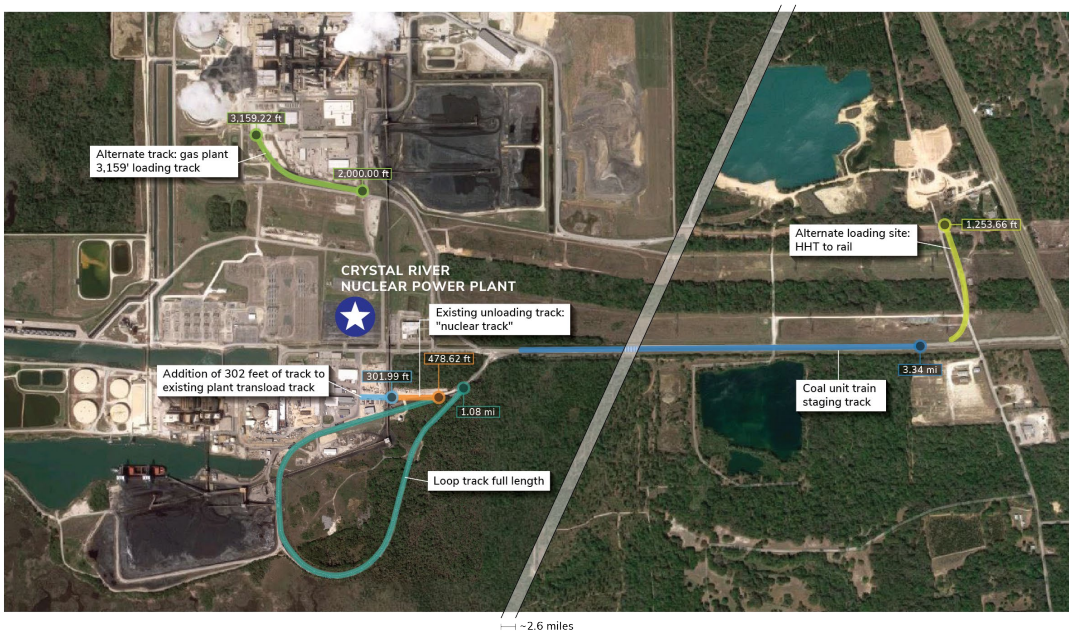 3,159.22 ft
Alternate track: gas plant
3,159' loading track
2,000.00 ft
1,253.66 ft
Alternate loading site:
HHT to rail
CRYSTAL RIVER
NUCLEAR POWER PLANT
Existing unloading track:
"nuclear track"
478.62 ft
Addition of 302 feet of track to
existing plant transload track
301.99 ft
3.34 mi
Coal unit train
staging track
1.08 mi
Loop track full length
~2.6 miles